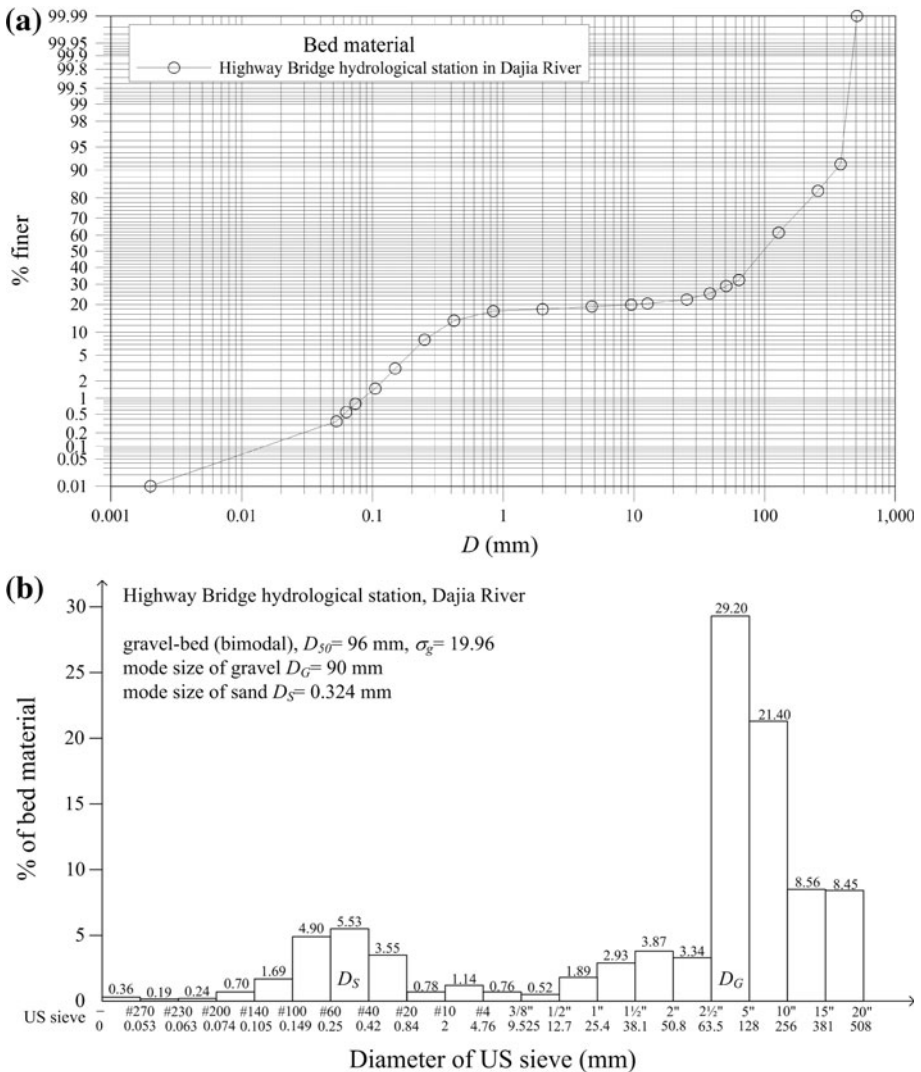 (a)
99.99
99.95
99.9
99.8
99.5
99
98
95
90
80
70
60
50
40
30
20
10
5
2
1
0.5
0.2
0.1
0.05
0.01
% finer
Bed material
Highway Bridge hydrological station in Dajia River
0.001 0.01 0.1 1 10 100 1,000
D (mm)
(b)
Highway Bridge hydrological station, Dajia River
gravel-bed (bimodal), D50= 96 mm, σg= 19.96
mode size of gravel DG= 90 mm
mode size of sand DS= 0.324 mm
% of bed material
30
20
10
5
0
0.36 0.19 0.24 0.70 1.69 4.90 5.53 3.55 0.78 1.14 0.76 0.52 1.89 2.93 3.87 3.34 29.20 21.40 8.56 8.45
DS DG
US sieve – #270 #230 #200 #140 #100 #60 #40 #20 #10 #4 3/8" 1/2" 1" 1½" 2" 2½" 5" 10" 15" 20"
0 0.053 0.063 0.074 0.105 0.149 0.25 0.42 0.84 2 4.76 9.525 12.7 25.4 38.1 50.8 63.5 128 256 381 508
Diameter of US sieve (mm)